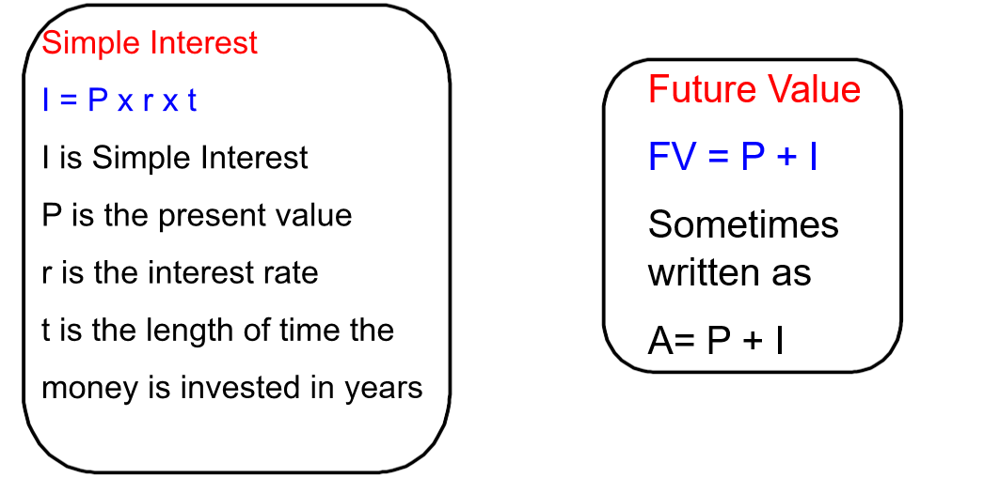 Simple Interest
I = P x r x t
I is Simple Interest
P is the present value
r is the interest rate
t is the length of time the
money is invested in years
Future Value
FV = P + I
Sometimes
written as
A= P + I